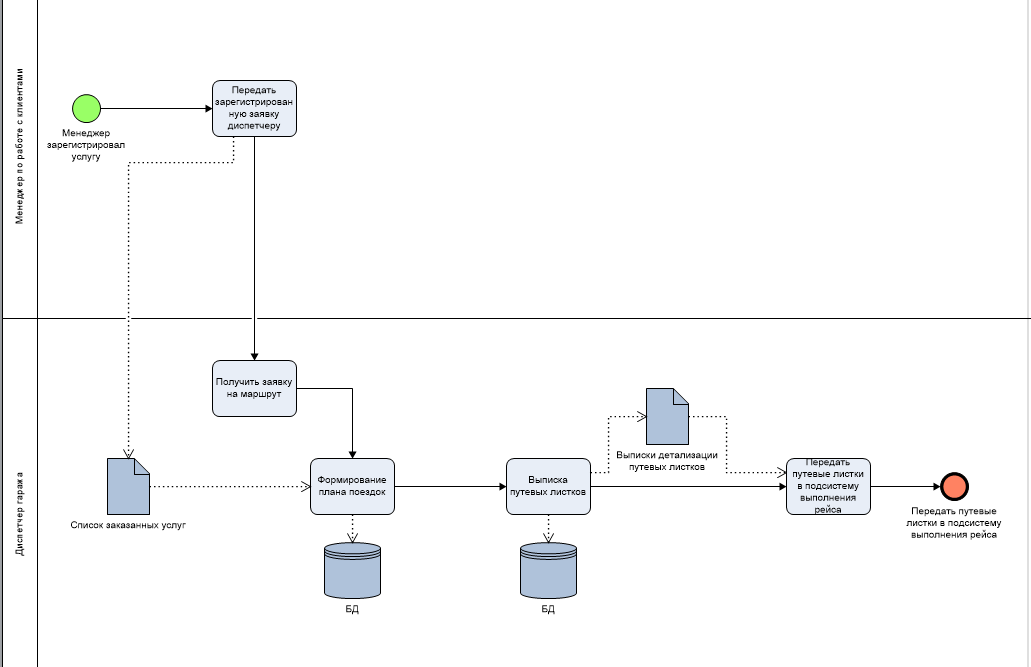 Менеджер по работе с клиентами
Менеджер
зарегистрировал
услугу
Передать
зарегистрирован
ную заявку
диспетчеру
Диспетчер гаража
Получить заявку
на маршрут
Список заказанных услуг
Формирование
плана поездок
БД
Выписка
путевых листков
БД
Выписки детализации
путевых листков
Передать
путевые листки
в подсистему
выполнения
рейса
Передать путевые
листки в подсистему
выполнения рейса